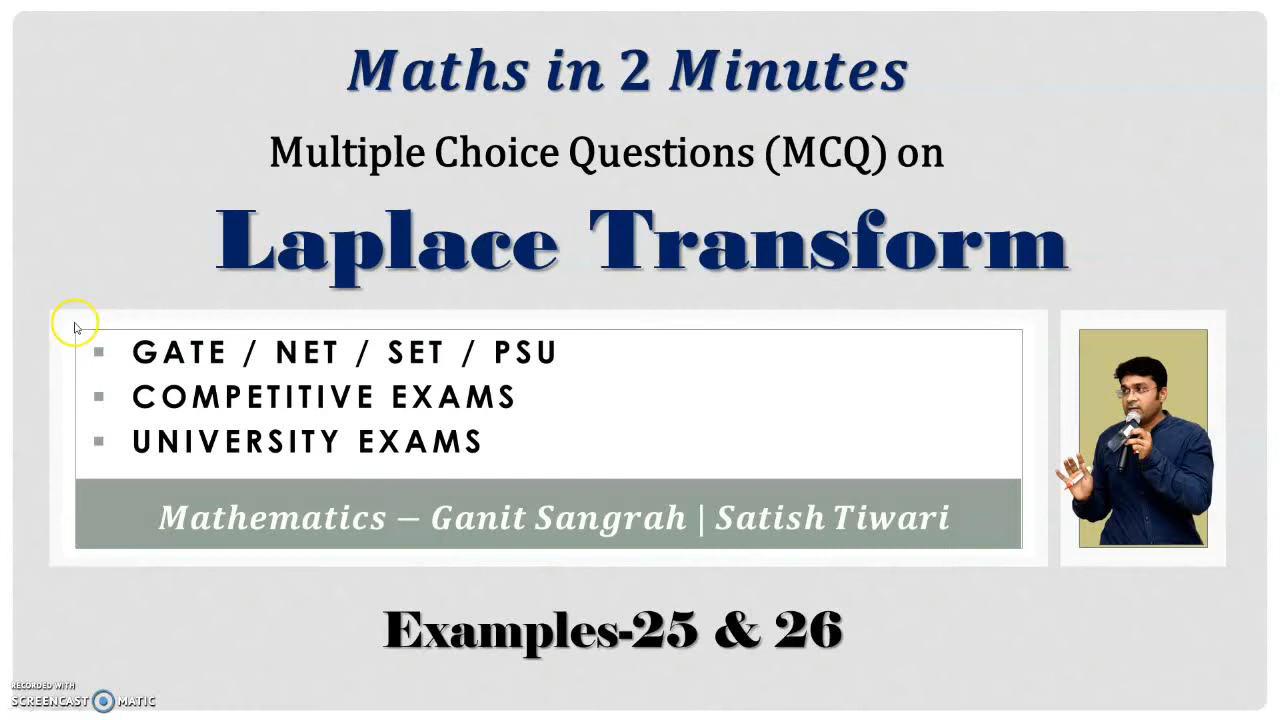 Maths in 2 Minutes
Multiple Choice Questions (MCQ) on
Laplace Transform
GATE / NET / SET / PSU
COMPETITIVE EXAMS
UNIVERSITY EXAMS
Mathematics – Ganit Sangrah | Satish Tiwari
Examples-25 & 26
RECORDED WITH
SCREENCAST MATIC